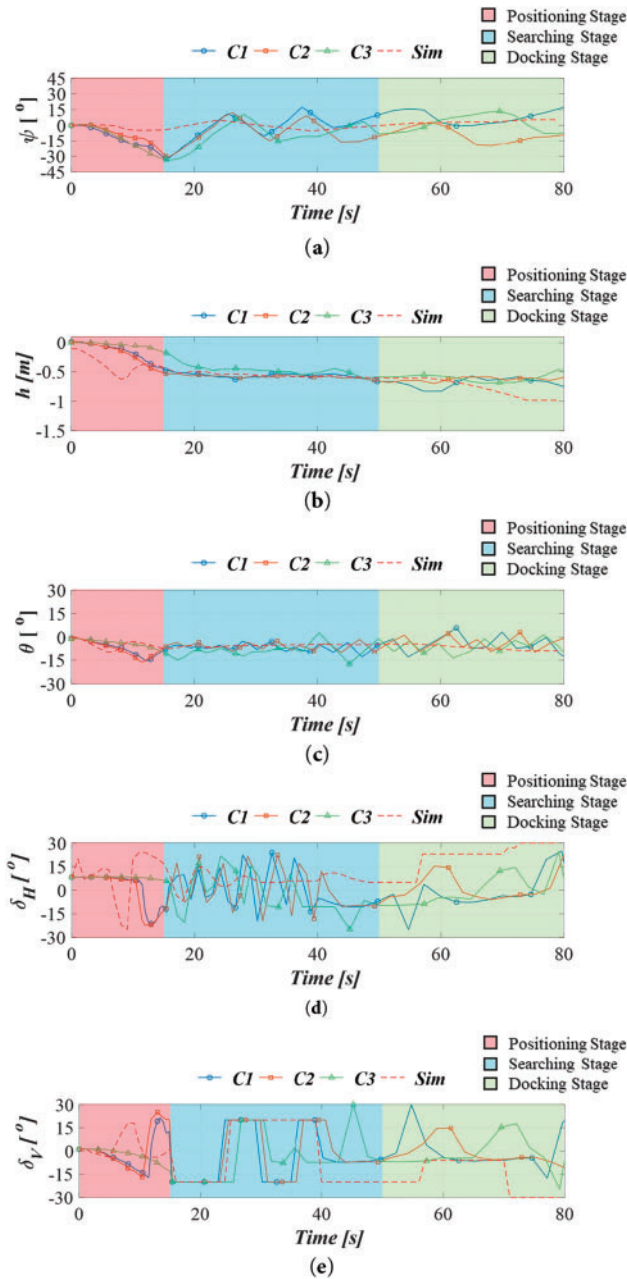 Positioning Stage
Searching Stage
Docking Stage
C1 C2 C3 Sim
45
30
15
0
-15
-30
-45
ψ [ °]
0 20 40 60 80
Time [s]
(a)
Positioning Stage
Searching Stage
Docking Stage
C1 C2 C3 Sim
0
-0.5
-1
-1.5
h [m]
0 20 40 60 80
Time [s]
(b)
Positioning Stage
Searching Stage
Docking Stage
C1 C2 C3 Sim
30
15
0
-15
-30
θ [ °]
0 20 40 60 80
Time [s]
(c)
Positioning Stage
Searching Stage
Docking Stage
C1 C2 C3 Sim
30
15
0
-15
-30
δ_H [°]
0 20 40 60 80
Time [s]
(d)
Positioning Stage
Searching Stage
Docking Stage
C1 C2 C3 Sim
30
15
0
-15
-30
δ_V [°]
0 20 40 60 80
Time [s]
(e)